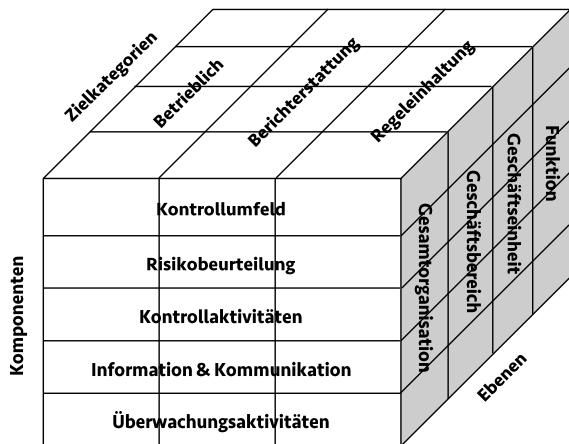 Zielkategorien
Betrieblich
Berichterstattung
Regeleinhaltung
Komponenten
Kontrollumfeld
Risikobeurteilung
Kontrollaktivitäten
Information & Kommunikation
Überwachungsaktivitäten
Gesamtorganisation
Geschäftsbereich
Geschäftseinheit
Funktion
Ebenen